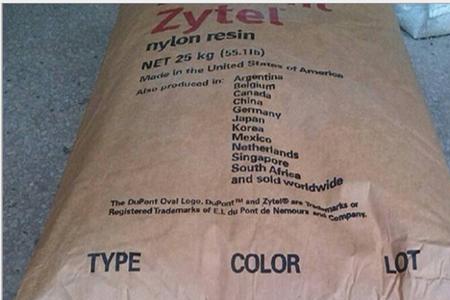 Zytel®
nylon resin
NET 25 kg (55.1lb)
Made in the United States of America
Also produced in: Argentina
Belgium
Canada
China
Germany
Japan
Korea
Mexico
Netherlands
Singapore
South Africa
and sold worldwide
The DuPont Oval Logo, DuPont™ and Zytel® are Trademarks or
Registered Trademarks of E.I. du Pont de Nemours and Company.
TYPE COLOR LOT